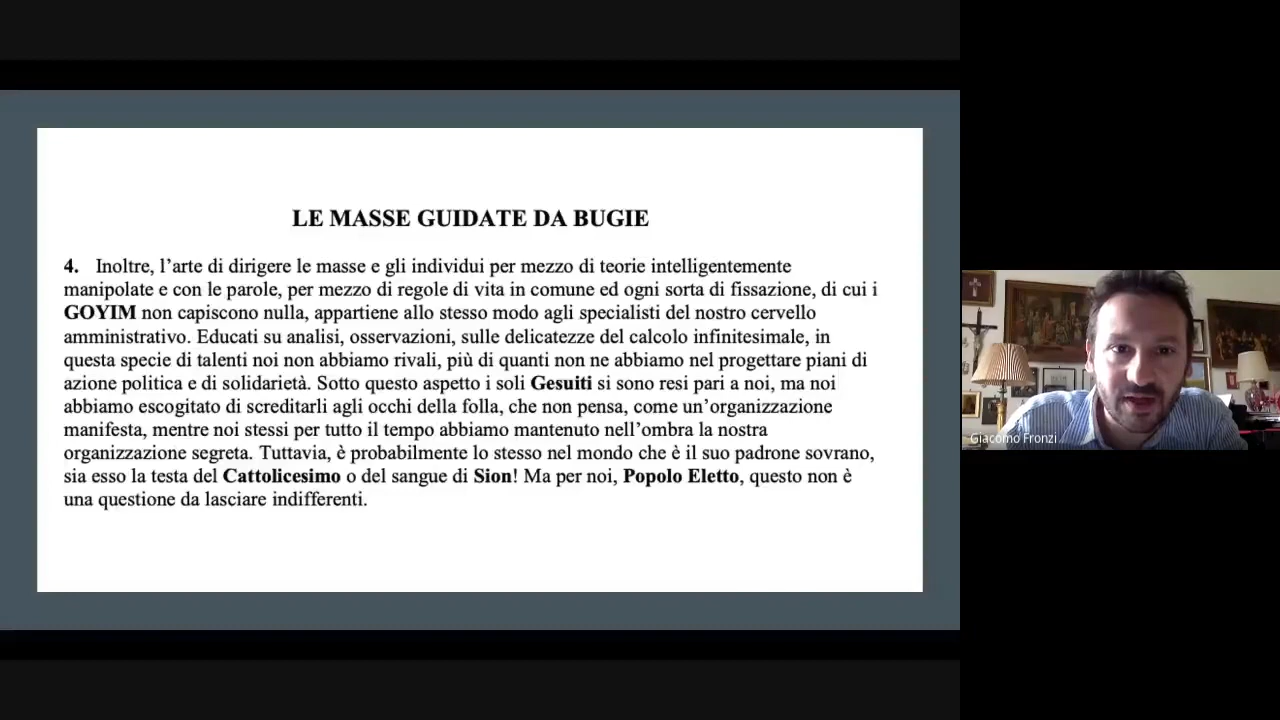 LE MASSE GUIDATE DA BUGIE
4. Inoltre, l’arte di dirigere le masse e gli individui per mezzo di teorie intelligentemente
manipolate e con le parole, per mezzo di regole di vita in comune ed ogni sorta di fissazione, di cui i
GOYIM non capiscono nulla, appartiene allo stesso modo agli specialisti del nostro cervello
amministrativo. Educati su analisi, osservazioni, sulle delicatezze del calcolo infinitesimale, in
questa specie di talenti noi non abbiamo rivali, più di quanti non ne abbiamo nel progettare piani di
azione politica e di solidarietà. Sotto questo aspetto i soli Gesuiti si sono resi pari a noi, ma noi
abbiamo escogitato di screditarli agli occhi della folla, che non pensa, come un’organizzazione
manifesta, mentre noi stessi per tutto il tempo abbiamo mantenuto nell’ombra la nostra
organizzazione segreta. Tuttavia, è probabilmente lo stesso nel mondo che è il suo padrone sovrano,
sia esso la testa del Cattolicesimo o del sangue di Sion! Ma per noi, Popolo Eletto, questo non è
una questione da lasciare indifferenti.
Giacomo Fronzi